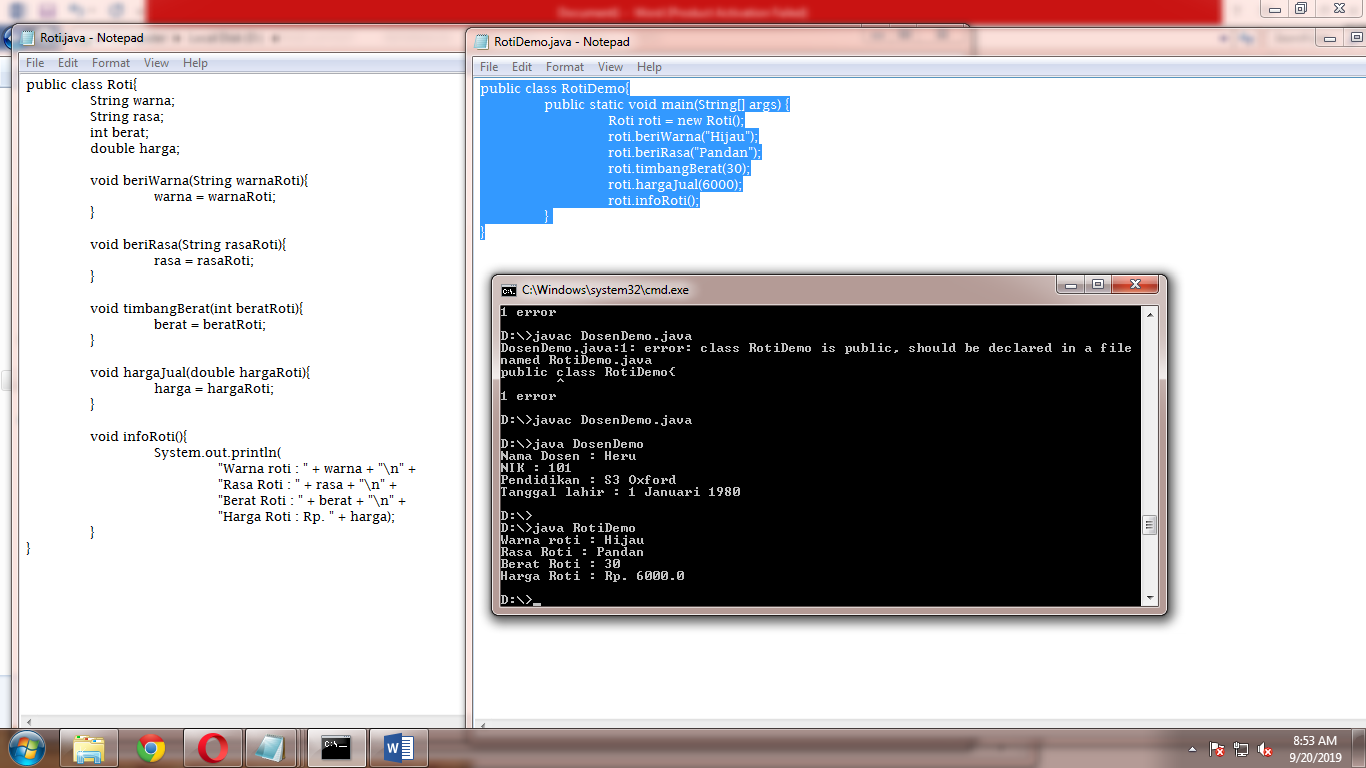 Document1 - Word (Product Activation Failed)
Roti.java - Notepad
File Edit Format View Help
public class Roti{
String warna;
String rasa;
int berat;
double harga;
void beriWarna(String warnaRoti){
warna = warnaRoti;
}
void beriRasa(String rasaRoti){
rasa = rasaRoti;
}
void timbangBerat(int beratRoti){
berat = beratRoti;
}
void hargaJual(double hargaRoti){
harga = hargaRoti;
}
void infoRoti(){
System.out.println(
"Warna roti : " + warna + "\n" +
"Rasa Roti : " + rasa + "\n" +
"Berat Roti : " + berat + "\n" +
"Harga Roti : Rp. " + harga);
}
}
RotiDemo.java - Notepad
File Edit Format View Help
public class RotiDemo{
public static void main(String[] args) {
Roti roti = new Roti();
roti.beriWarna("Hijau");
roti.beriRasa("Pandan");
roti.timbangBerat(30);
roti.hargaJual(6000);
roti.infoRoti();
}
}
C:\Windows\system32\cmd.exe
1 error
D:\>javac DosenDemo.java
DosenDemo.java:1: error: class RotiDemo is public, should be declared in a file
named RotiDemo.java
public class RotiDemo{
^
1 error
D:\>javac DosenDemo.java
D:\>java DosenDemo
Nama Dosen : Heru
NIK : 101
Pendidikan : S3 Oxford
Tanggal lahir : 1 Januari 1980
D:\>
D:\>java RotiDemo
Warna roti : Hijau
Rasa Roti : Pandan
Berat Roti : 30
Harga Roti : Rp. 6000.0
D:\>_
8:53 AM
9/20/2019